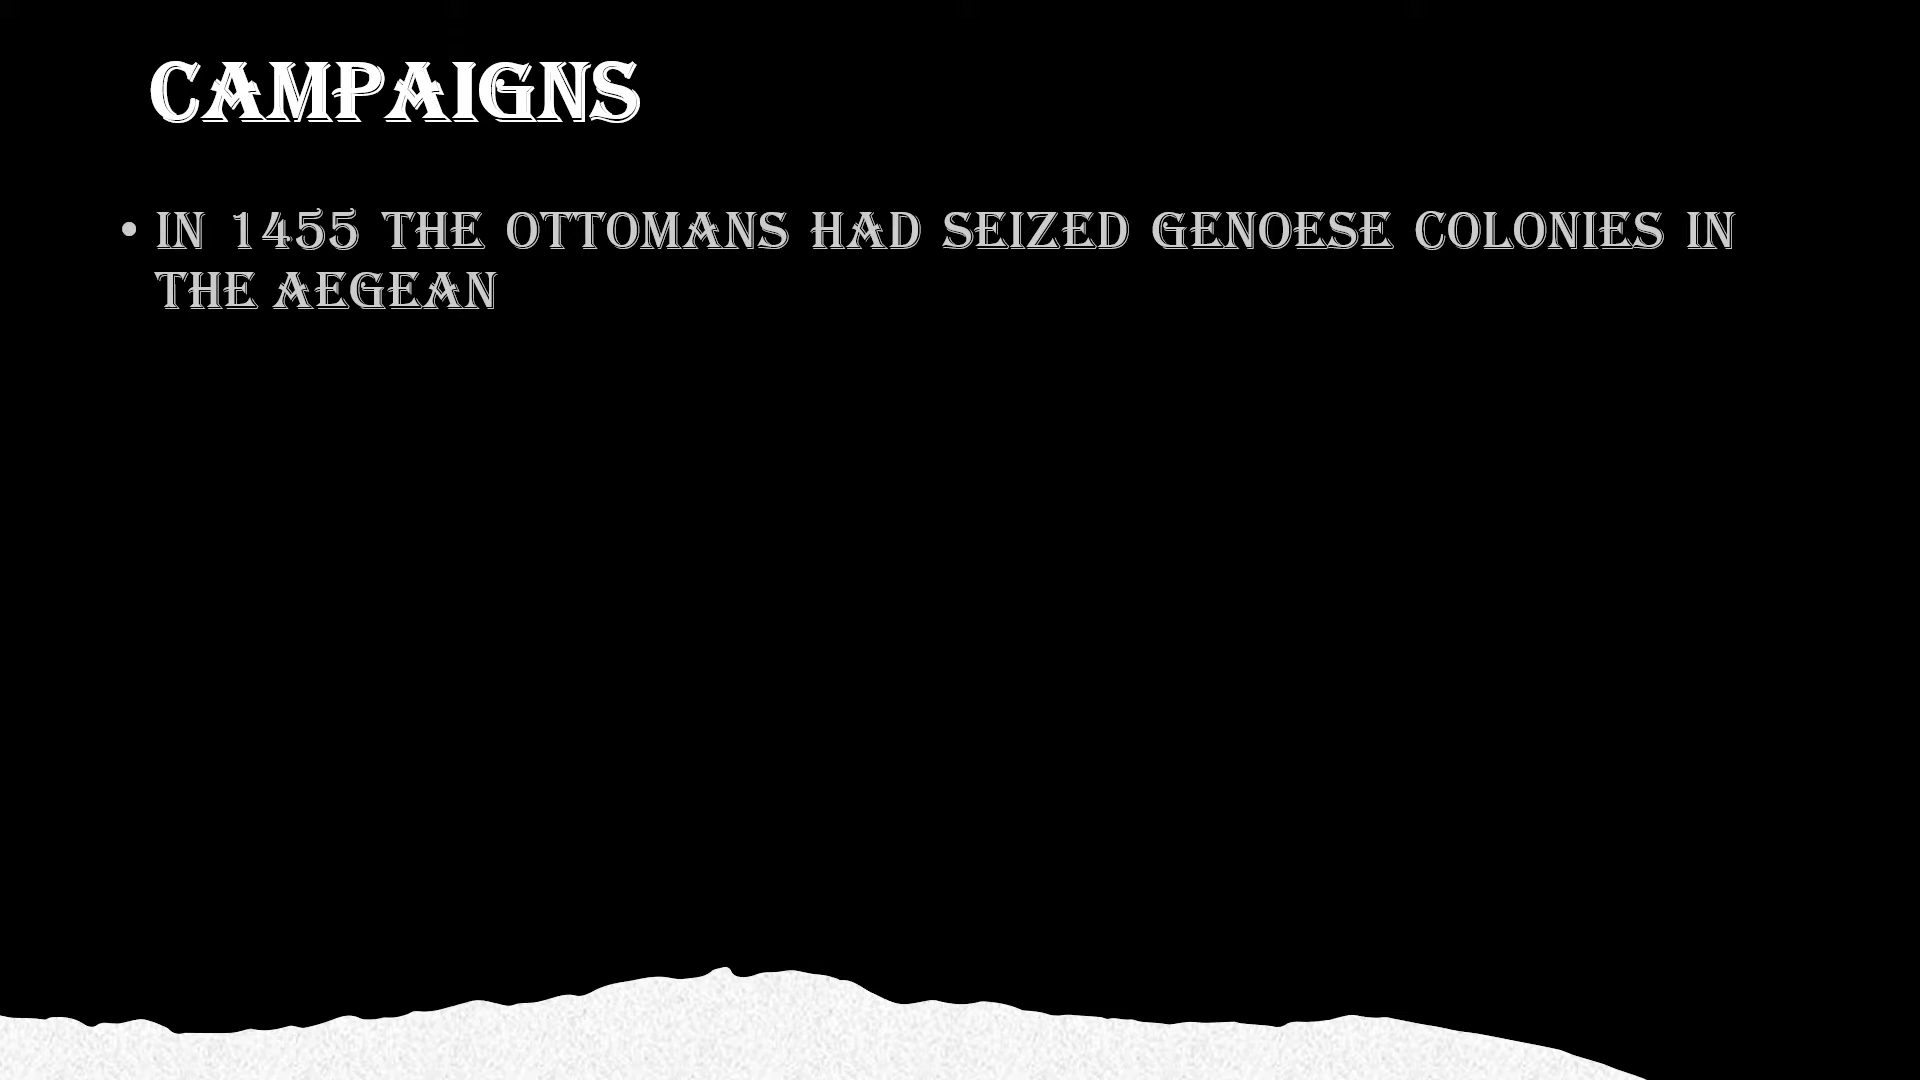 CAMPAIGNS
• IN 1455 THE OTTOMANS HAD SEIZED GENOESE COLONIES IN
THE AEGEAN